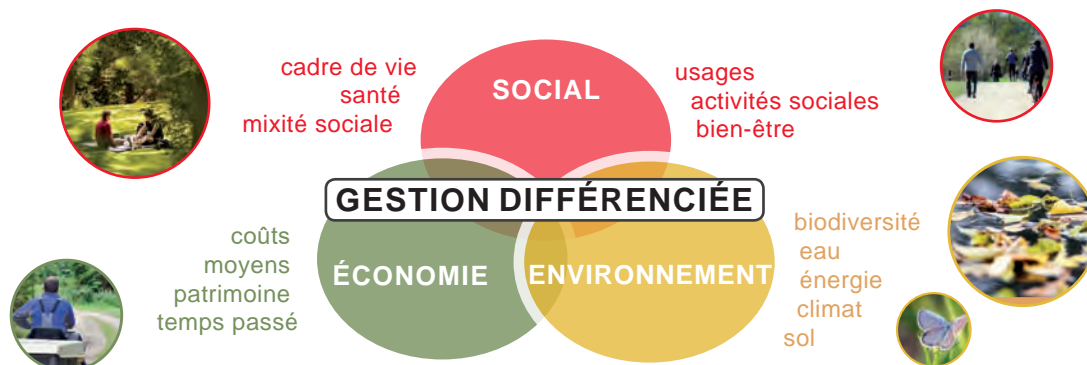 cadre de vie
santé
mixité sociale
SOCIAL
usages
activités sociales
bien-être
GESTION DIFFÉRENCIÉE
coûts
moyens
patrimoine
temps passé
ÉCONOMIE
ENVIRONNEMENT
biodiversité
eau
énergie
climat
sol